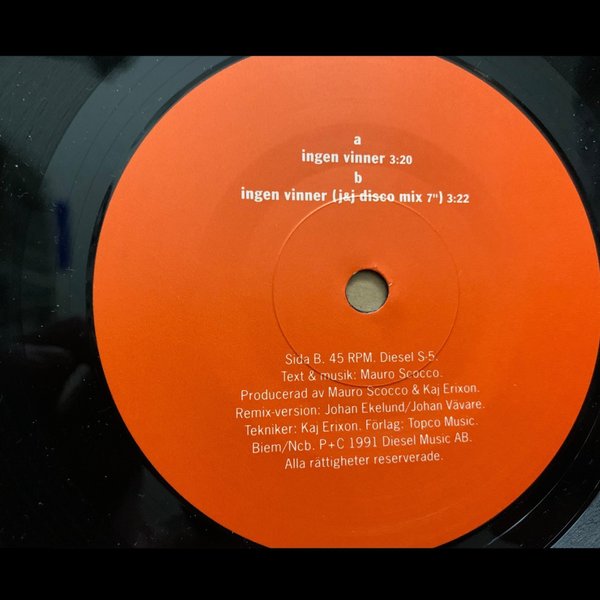 a
ingen vinner 3:20
b
ingen vinner (j&j disco mix 7") 3:22
Sida B. 45 RPM. Diesel S-5.
Text & musik: Mauro Scocco.
Producerad av Mauro Scocco & Kaj Erixon.
Remix-version: Johan Ekelund/Johan Vävare.
Tekniker: Kaj Erixon. Förlag: Topco Music.
Biem/Ncb. P+C 1991 Diesel Music AB.
Alla rättigheter reserverade.